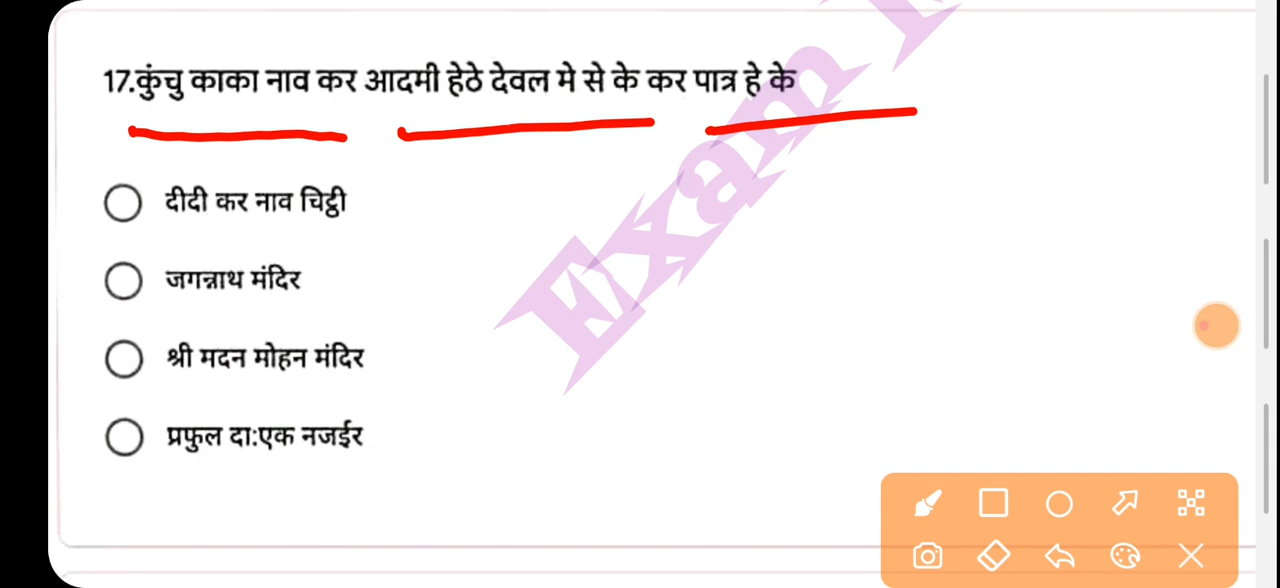 17.कुंचु काका नाव कर आदमी हेठे देवल मे से के कर पात्र हे के
दीदी कर नाव चिट्ठी
जगन्नाथ मंदिर
श्री मदन मोहन मंदिर
प्रफुल दा:एक नजईर
Exam